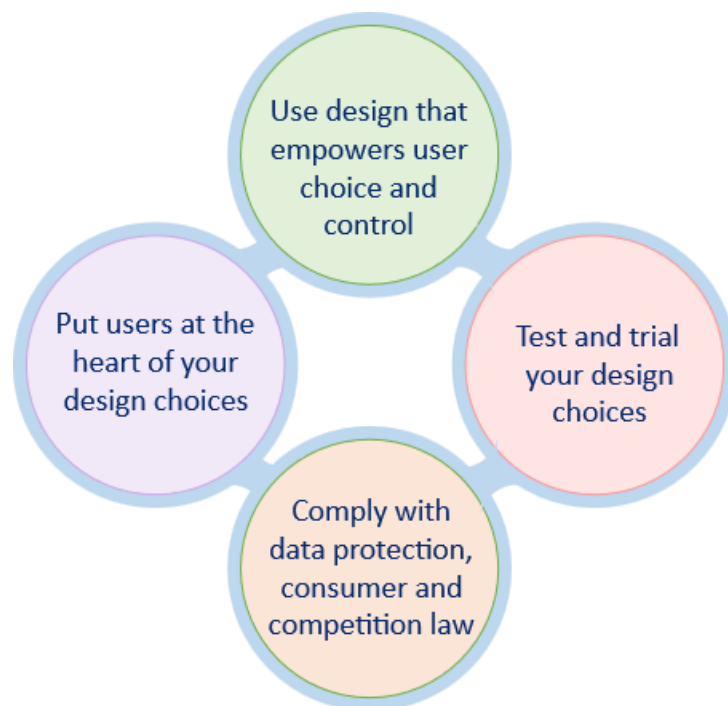 Use design that
empowers user
choice and
control
Put users at the
heart of your
design choices
Test and trial
your design
choices
Comply with
data protection,
consumer and
competition law